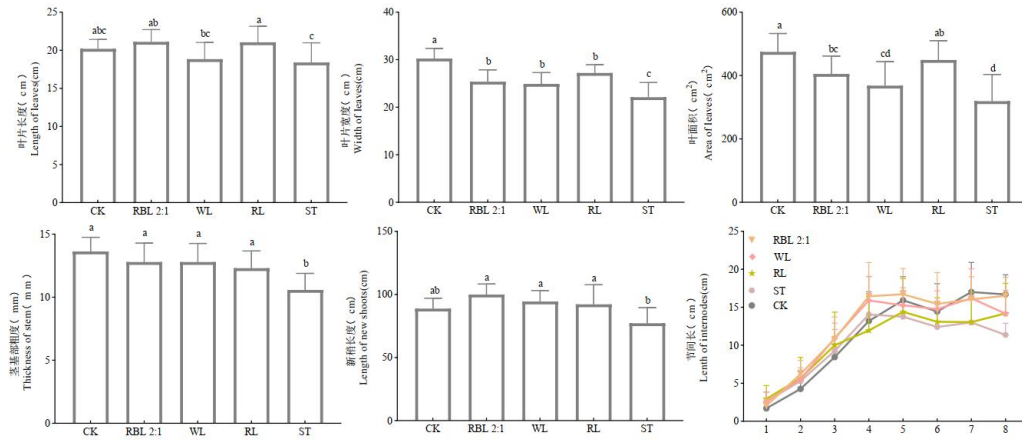 叶片长度（cm）
Length of leaves(cm)
25
20
15
10
5
0
abc
ab
bc
a
c
CK
RBL 2:1
WL
RL
ST
叶片宽度（cm）
Width of leaves(cm)
40
30
20
10
0
a
b
b
b
c
CK
RBL 2:1
WL
RL
ST
叶面积（cm²）
Area of leaves（cm²）
600
400
200
0
a
bc
cd
ab
d
CK
RBL 2:1
WL
RL
ST
茎基部粗度（mm）
Thickness of stem（mm）
15
10
5
0
a
a
a
a
b
CK
RBL 2:1
WL
RL
ST
新梢长度（cm）
Length of new shoots(cm)
150
100
50
0
ab
a
a
a
b
CK
RBL 2:1
WL
RL
ST
节间长（cm）
Lenth of internodes(cm)
25
20
15
10
5
0
RBL 2:1
WL
RL
ST
CK
1
2
3
4
5
6
7
8